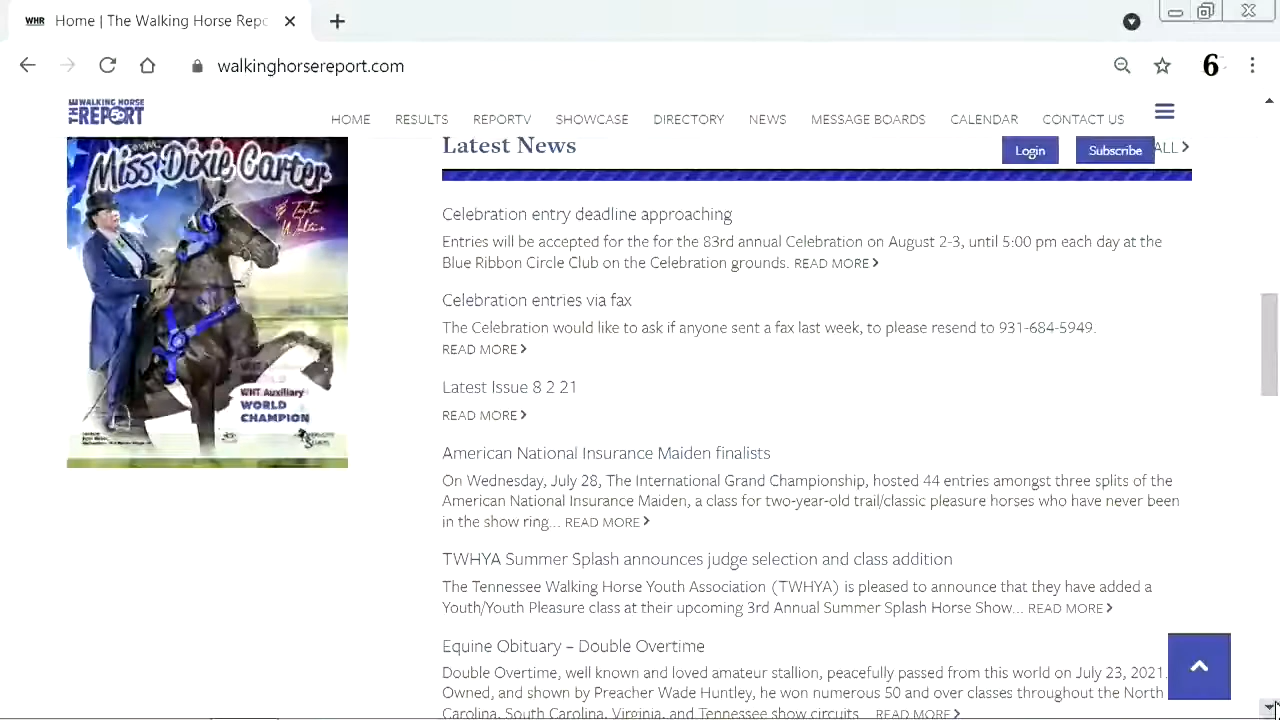 WHR Home | The Walking Horse Repo
walkinghorsereport.com
6
THE WALKING HORSE
REPORT
HOME RESULTS REPORTV SHOWCASE DIRECTORY NEWS MESSAGE BOARDS CALENDAR CONTACT US
Miss Dixie Carter
WHT Auxiliary
WORLD
CHAMPION
Latest News
Login
Subscribe
ALL
Celebration entry deadline approaching
Entries will be accepted for the for the 83rd annual Celebration on August 2-3, until 5:00 pm each day at the
Blue Ribbon Circle Club on the Celebration grounds. READ MORE
Celebration entries via fax
The Celebration would like to ask if anyone sent a fax last week, to please resend to 931-684-5949.
READ MORE
Latest Issue 8 2 21
READ MORE
American National Insurance Maiden finalists
On Wednesday, July 28, The International Grand Championship, hosted 44 entries amongst three splits of the
American National Insurance Maiden, a class for two-year-old trail/classic pleasure horses who have never been
in the show ring... READ MORE
TWHYA Summer Splash announces judge selection and class addition
The Tennessee Walking Horse Youth Association (TWHYA) is pleased to announce that they have added a
Youth/Youth Pleasure class at their upcoming 3rd Annual Summer Splash Horse Show... READ MORE
Equine Obituary – Double Overtime
Double Overtime, well known and loved amateur stallion, peacefully passed from this world on July 23, 2021.
Owned, and shown by Preacher Wade Huntley, he won numerous 50 and over classes throughout the North
Carolina, South Carolina, Virginia, and Tennessee show circuits... READ MORE